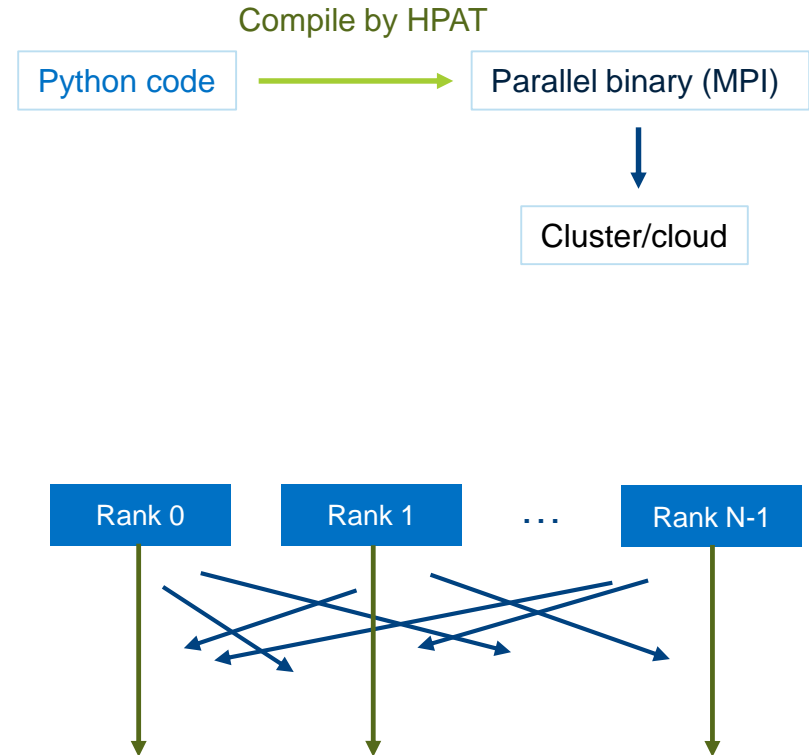 Compile by HPAT
Python code
Parallel binary (MPI)
Cluster/cloud
Rank 0
Rank 1
...
Rank N-1